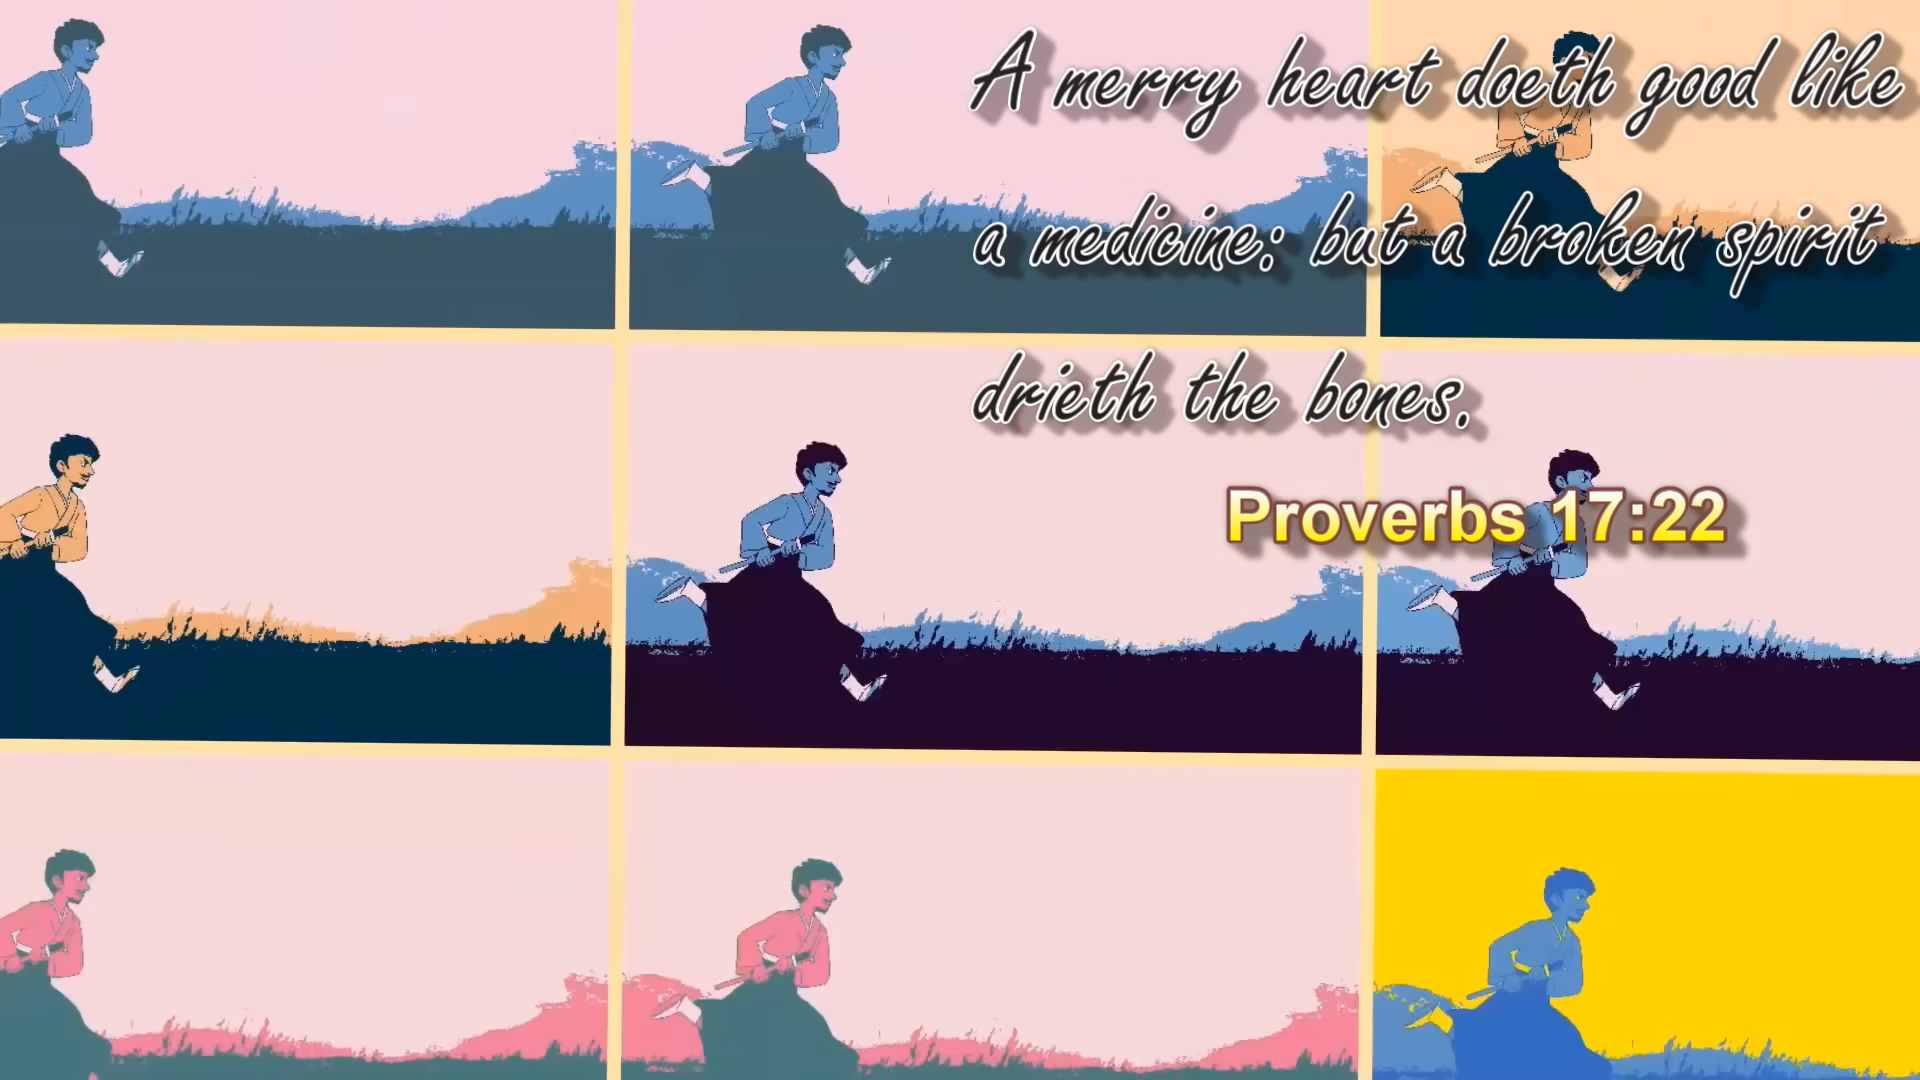 A merry heart doeth good like
a medicine: but a broken spirit
drieth the bones.
Proverbs 17:22